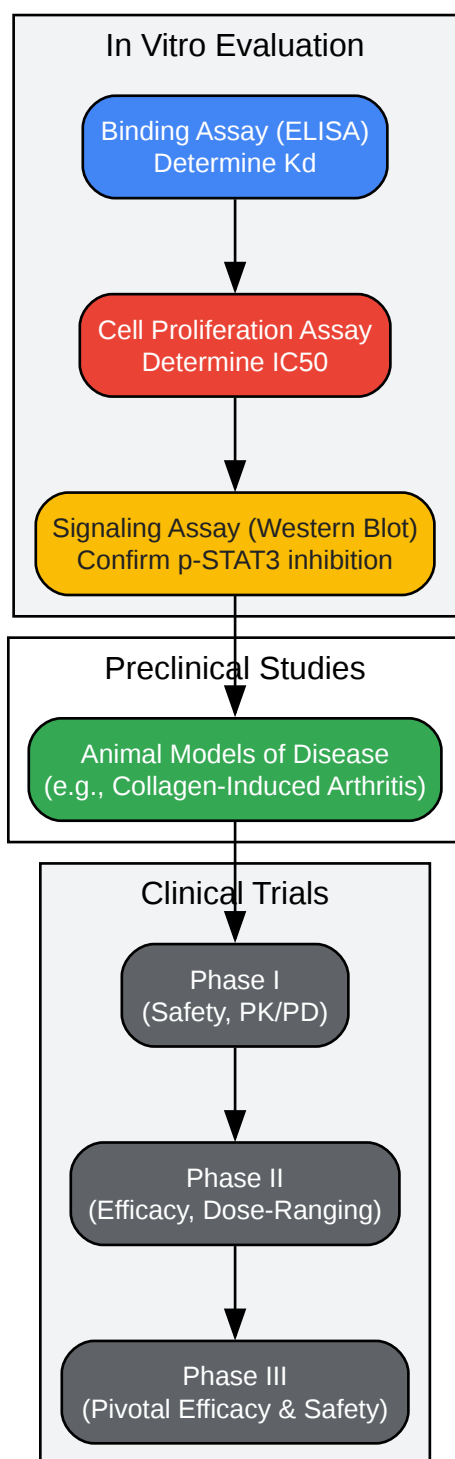 In Vitro Evaluation
Binding Assay (ELISA)
Determine Kd
Cell Proliferation Assay
Determine IC50
Signaling Assay (Western Blot)
Confirm p-STAT3 inhibition
Preclinical Studies
Animal Models of Disease
(e.g., Collagen-Induced Arthritis)
Clinical Trials
Phase I
(Safety, PK/PD)
Phase II
(Efficacy, Dose-Ranging)
Phase III
(Pivotal Efficacy & Safety)